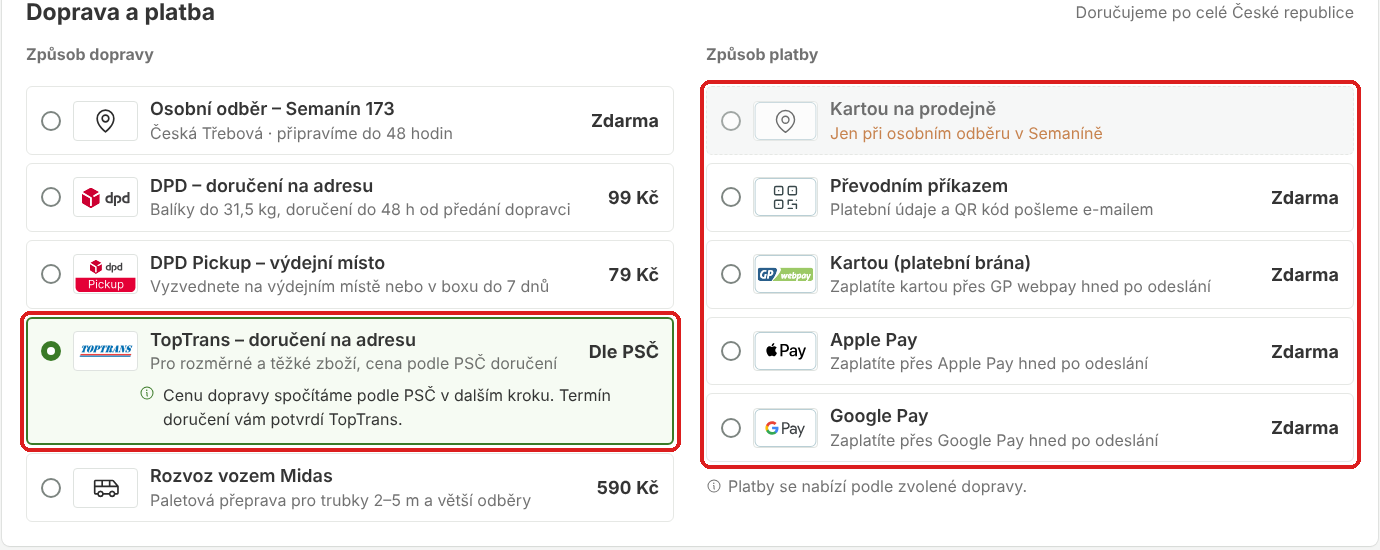 Doprava a platba
Doručujeme po celé České republice
Způsob dopravy
Osobní odběr – Semanín 173
Česká Třebová · připravíme do 48 hodin
Zdarma
dpd
DPD – doručení na adresu
Balíky do 31,5 kg, doručení do 48 h od předání dopravci
99 Kč
dpd
Pickup
DPD Pickup – výdejní místo
Vyzvednete na výdejním místě nebo v boxu do 7 dnů
79 Kč
TOPTRANS
TopTrans – doručení na adresu
Pro rozměrné a těžké zboží, cena podle PSČ doručení
Dle PSČ
Cenu dopravy spočítáme podle PSČ v dalším kroku. Termín
doručení vám potvrdí TopTrans.
Rozvoz vozem Midas
Paletová přeprava pro trubky 2–5 m a větší odběry
590 Kč
Způsob platby
Kartou na prodejně
Jen při osobním odběru v Semaníně
Převodním příkazem
Platební údaje a QR kód pošleme e-mailem
Zdarma
GP webpay
Kartou (platební brána)
Zaplatíte kartou přes GP webpay hned po odeslání
Zdarma
Pay
Apple Pay
Zaplatíte přes Apple Pay hned po odeslání
Zdarma
G Pay
Google Pay
Zaplatíte přes Google Pay hned po odeslání
Zdarma
Platby se nabízí podle zvolené dopravy.